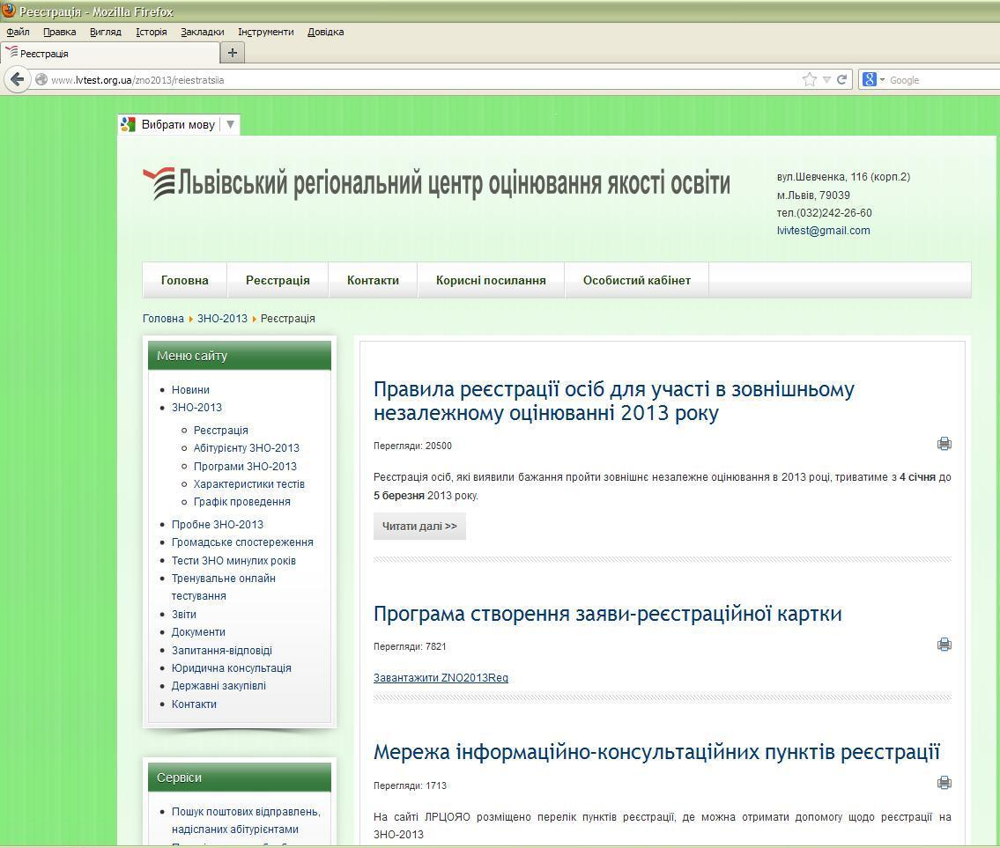 Реєстрація - Mozilla Firefox
Файл Правка Вигляд Історія Закладки Інструменти Довідка
Реєстрація +
www.lvtest.org.ua/zno2013/reiestratsiia
Google
Вибрати мову
Львівський регіональний центр оцінювання якості освіти
вул.Шевченка, 116 (корп.2)
м.Львів, 79039
тел.(032)242-26-60
lvivtest@gmail.com
Головна Реєстрація Контакти Корисні посилання Особистий кабінет
Головна ЗНО-2013 Реєстрація
Меню сайту
Новини
ЗНО-2013
Реєстрація
Абітурієнту ЗНО-2013
Програми ЗНО-2013
Характеристики тестів
Графік проведення
Пробне ЗНО-2013
Громадське спостереження
Тести ЗНО минулих років
Тренувальне онлайн
тестування
Звіти
Документи
Запитання-відповіді
Юридична консультація
Державні закупівлі
Контакти
Сервіси
Пошук поштових відправлень,
надісланих абітурієнтами
Правила реєстрації осіб для участі в зовнішньому
незалежному оцінюванні 2013 року
Перегляди: 20500
Реєстрація осіб, які виявили бажання пройти зовнішнє незалежне оцінювання в 2013 році, триватиме з 4 січня до
5 березня 2013 року.
Читати далі >>
Програма створення заяви-реєстраційної картки
Перегляди: 7821
Завантажити ZNO2013Reg
Мережа інформаційно-консультаційних пунктів реєстрації
Перегляди: 1713
На сайті ЛРЦОЯО розміщено перелік пунктів реєстрації, де можна отримати допомогу щодо реєстрації на
ЗНО-2013